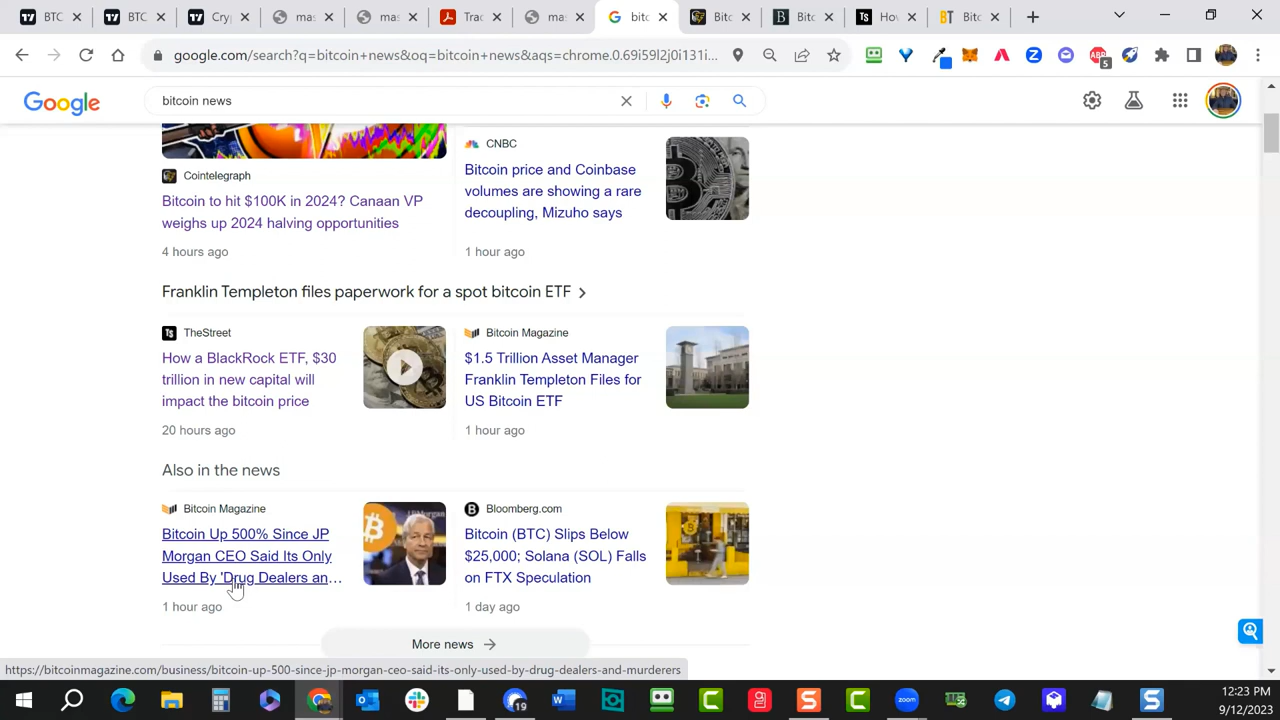 BTC
BTC
Cry
mas
mas
Trac
mas
bitc
Bitc
Bitc
Hov
Bitc
google.com/search?q=bitcoin+news&oq=bitcoin+news&aqs=chrome.0.69i59l2j0i131i...
5
Google
bitcoin news
Cointelegraph
Bitcoin to hit $100K in 2024? Canaan VP
weighs up 2024 halving opportunities
4 hours ago
CNBC
Bitcoin price and Coinbase
volumes are showing a rare
decoupling, Mizuho says
1 hour ago
Franklin Templeton files paperwork for a spot bitcoin ETF
TheStreet
How a BlackRock ETF, $30
trillion in new capital will
impact the bitcoin price
20 hours ago
Bitcoin Magazine
$1.5 Trillion Asset Manager
Franklin Templeton Files for
US Bitcoin ETF
1 hour ago
Also in the news
Bitcoin Magazine
Bitcoin Up 500% Since JP
Morgan CEO Said Its Only
Used By 'Drug Dealers an...
1 hour ago
Bloomberg.com
Bitcoin (BTC) Slips Below
$25,000; Solana (SOL) Falls
on FTX Speculation
1 day ago
More news
https://bitcoinmagazine.com/business/bitcoin-up-500-since-jp-morgan-ceo-said-its-only-used-by-drug-dealers-and-murderers
19
zoom
12:23 PM
9/12/2023